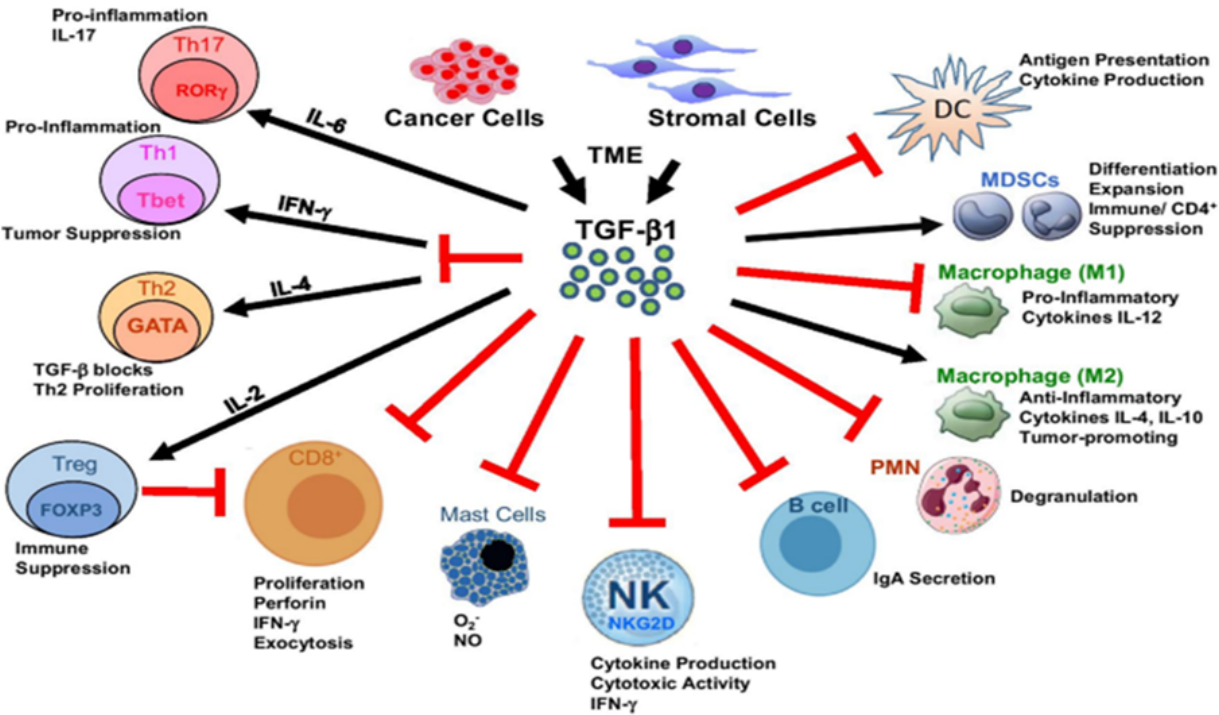 Pro-inflammation
IL-17
Th17
RORγ
IL-6
Pro-Inflammation
Th1
Tbet
Tumor Suppression
IFN-γ
Th2
GATA
IL-4
TGF-β blocks
Th2 Proliferation
IL-2
Treg
FOXP3
Immune
Suppression
Cancer Cells
Stromal Cells
TME
TGF-β1
CD8⁺
Proliferation
Perforin
IFN-γ
Exocytosis
Mast Cells
O₂⁻
NO
NK
NKG2D
Cytokine Production
Cytotoxic Activity
IFN-γ
B cell
IgA Secretion
PMN
Degranulation
DC
Antigen Presentation
Cytokine Production
MDSCs
Differentiation
Expansion
Immune/ CD4⁺
Suppression
Macrophage (M1)
Pro-Inflammatory
Cytokines IL-12
Macrophage (M2)
Anti-Inflammatory
Cytokines IL-4, IL-10
Tumor-promoting